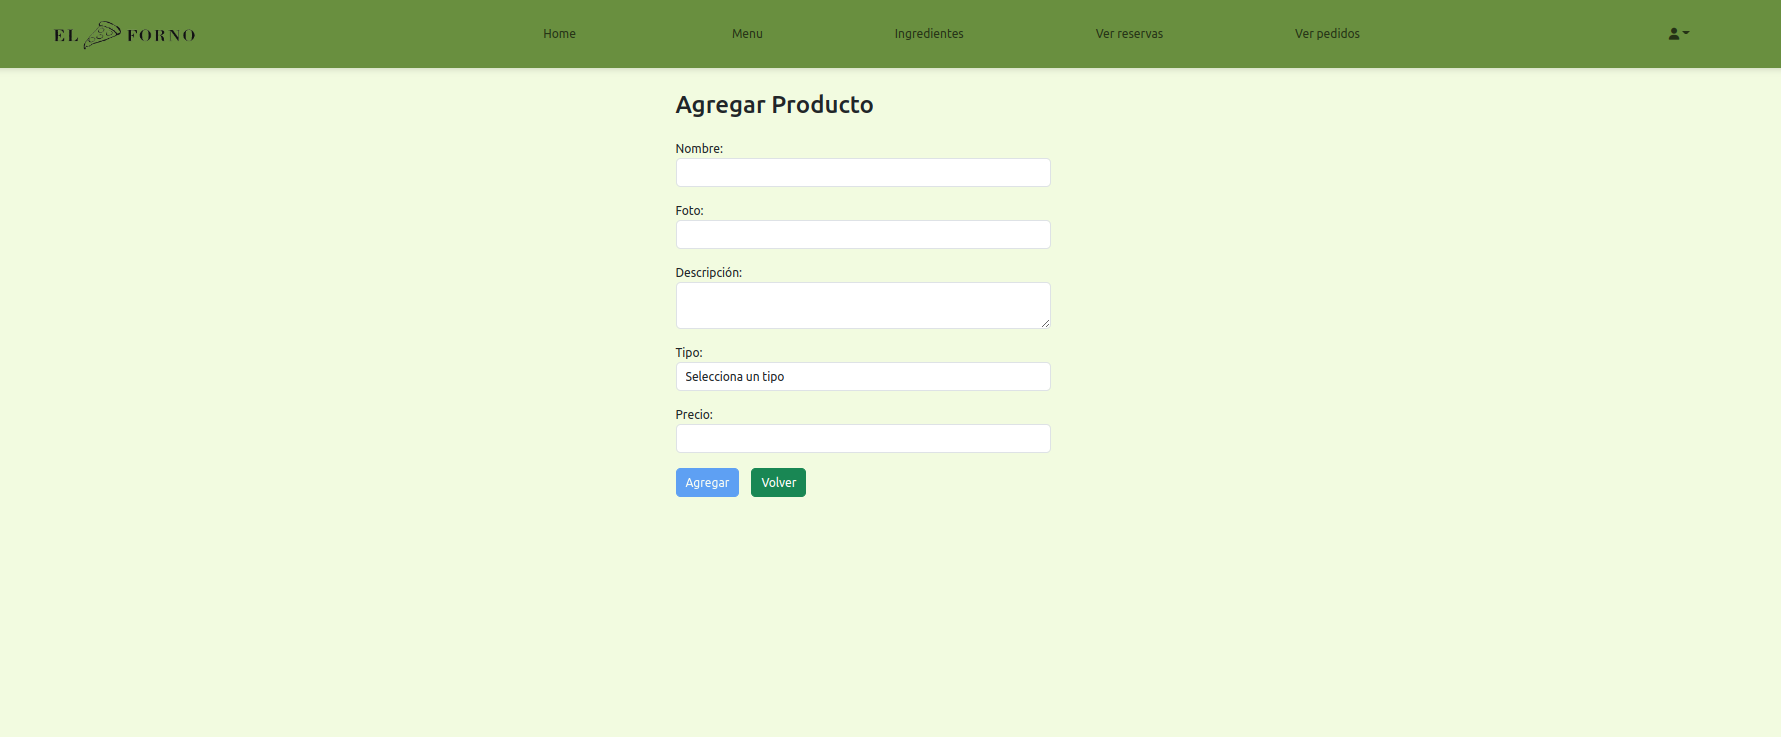 EL FORNO
Home
Menu
Ingredientes
Ver reservas
Ver pedidos
Agregar Producto
Nombre:
Foto:
Descripción:
Tipo:
Selecciona un tipo
Precio:
Agregar
Volver